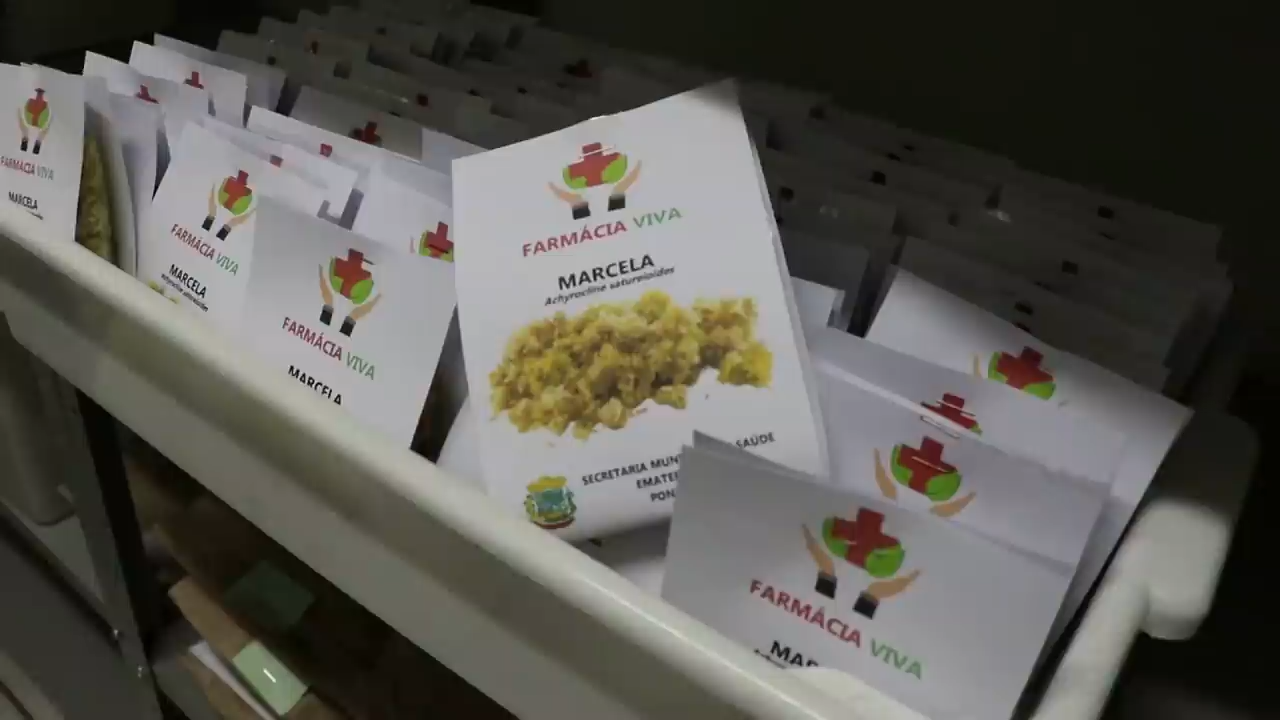 FARMÁCIA VIVA
MARCELA
FARMÁCIA VIVA
MARCELA
FARMÁCIA VIVA
MARCELA
FARMÁCIA VIVA
MARCELA
Achyrocline satureioides
SECRETARIA MUN
SAÚDE
EMATE
PON
FARMÁCIA VIVA
MAR